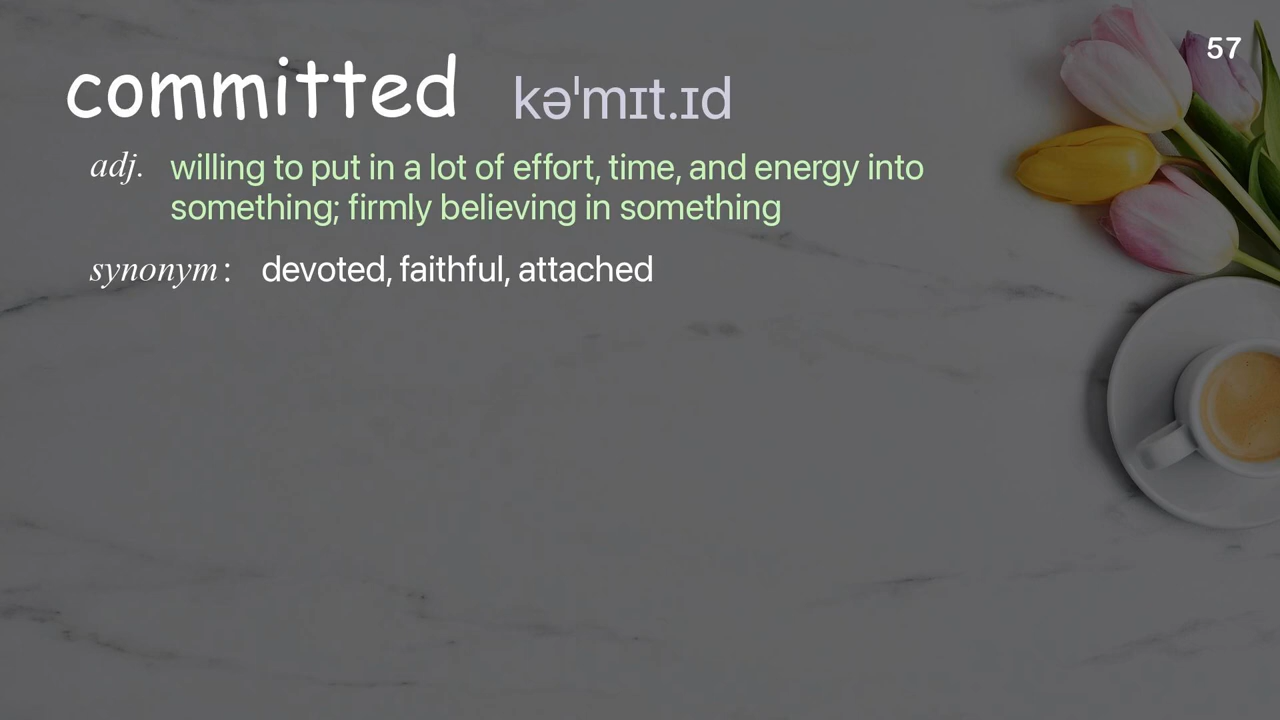 57
committed kəˈmɪt.ɪd
adj. willing to put in a lot of effort, time, and energy into
something; firmly believing in something
synonym: devoted, faithful, attached